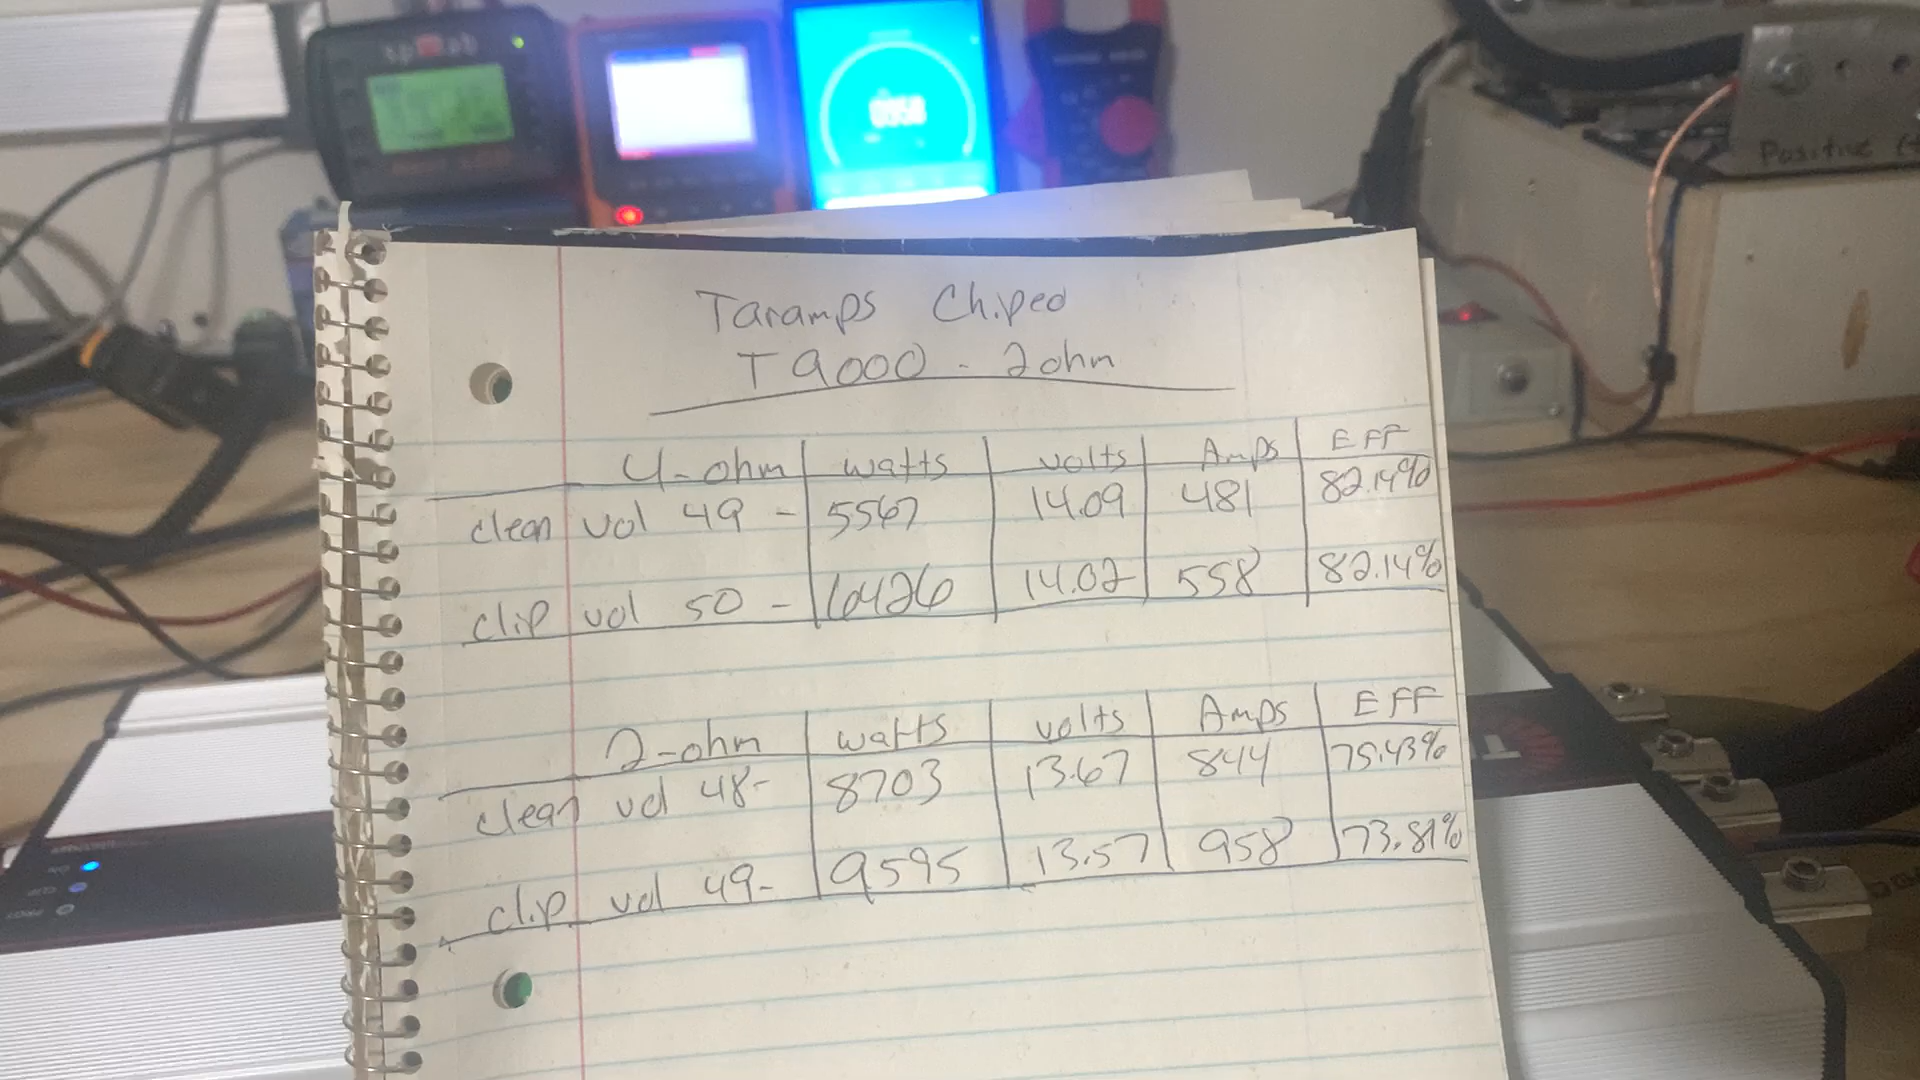 Positive (+
Taramps Chiped
T9000 - 2ohm
4-ohm watts volts Amps EFF
clean vol 49 - 5567 14.09 481 82.14%
clip vol 50 - 6426 14.02 558 82.14%
2-ohm watts volts Amps EFF
clean vol 48- 8703 13.67 844 75.43%
clip vol 49- 9595 13.57 958 73.81%